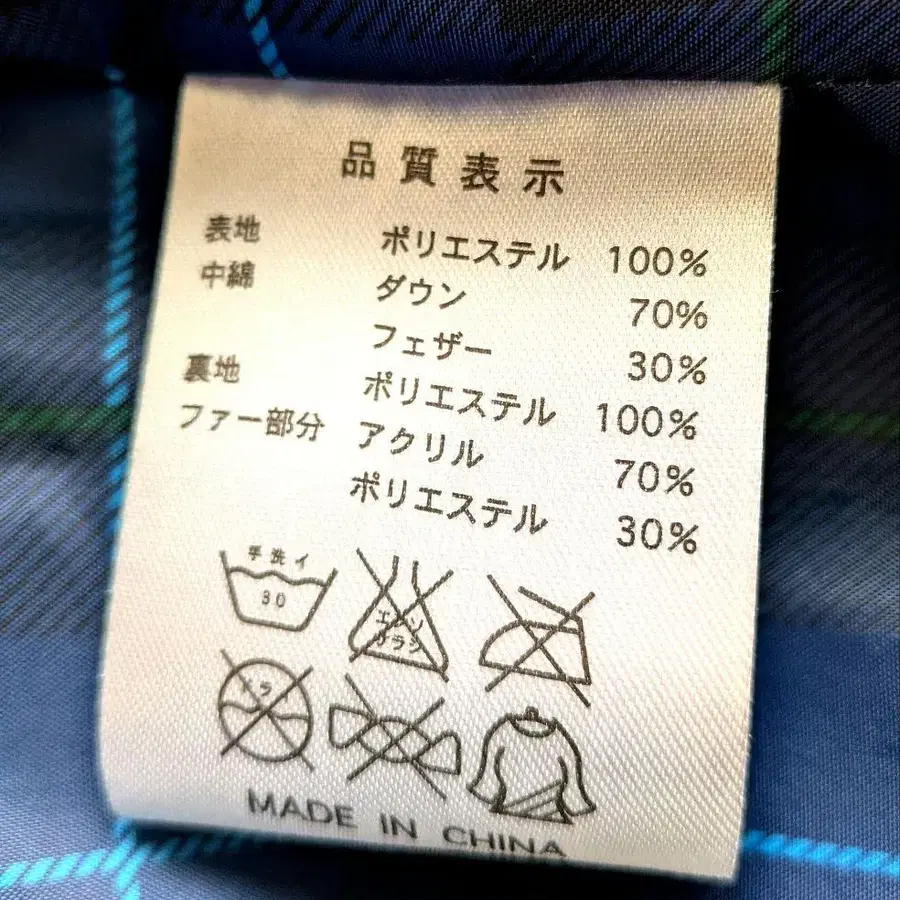 品質表示
表地 ポリエステル 100%
中綿 ダウン 70%
フェザー 30%
裏地 ポリエステル 100%
ファー部分 アクリル 70%
ポリエステル 30%
手洗イ
30
エンソ
サラシ
ドライ
MADE IN CHINA